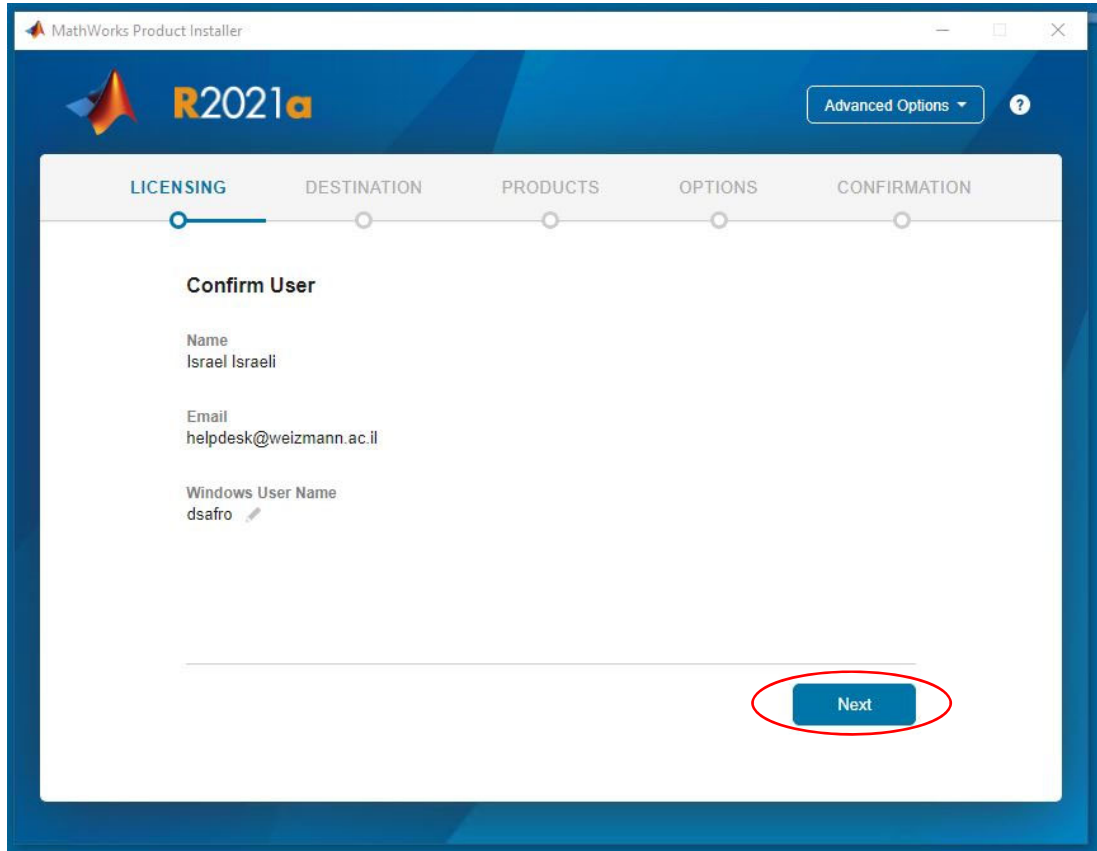 MathWorks Product Installer
R2021a
Advanced Options
?
LICENSING DESTINATION PRODUCTS OPTIONS CONFIRMATION
Confirm User
Name
Israel Israeli
Email
helpdesk@weizmann.ac.il
Windows User Name
dsafro
Next